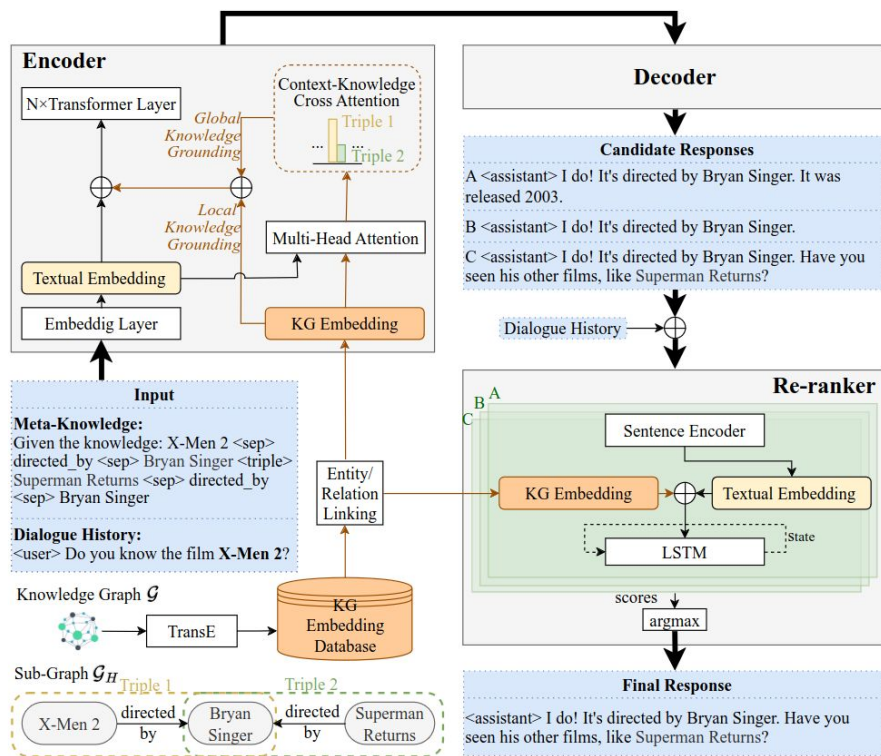 Encoder
N×Transformer Layer
Global
Knowledge
Grounding
Context-Knowledge
Cross Attention
Triple 1
... ...
Triple 2
Local
Knowledge
Grounding
Multi-Head Attention
Textual Embedding
Embeddig Layer
KG Embedding
Input
Meta-Knowledge:
Given the knowledge: X-Men 2 <sep>
directed_by <sep> Bryan Singer <triple>
Superman Returns <sep> directed_by
<sep> Bryan Singer
Dialogue History:
<user> Do you know the film X-Men 2?
Entity/
Relation
Linking
Knowledge Graph 𝒢
TransE
KG
Embedding
Database
Sub-Graph 𝒢H
Triple 1
Triple 2
X-Men 2
directed
by
Bryan
Singer
directed
by
Superman
Returns
Decoder
Candidate Responses
A <assistant> I do! It's directed by Bryan Singer. It was
released 2003.
B <assistant> I do! It's directed by Bryan Singer.
C <assistant> I do! It's directed by Bryan Singer. Have you
seen his other films, like Superman Returns?
Dialogue History
Re-ranker
A
B
C
Sentence Encoder
KG Embedding
Textual Embedding
State
LSTM
scores
argmax
Final Response
<assistant> I do! It's directed by Bryan Singer. Have you
seen his other films, like Superman Returns?